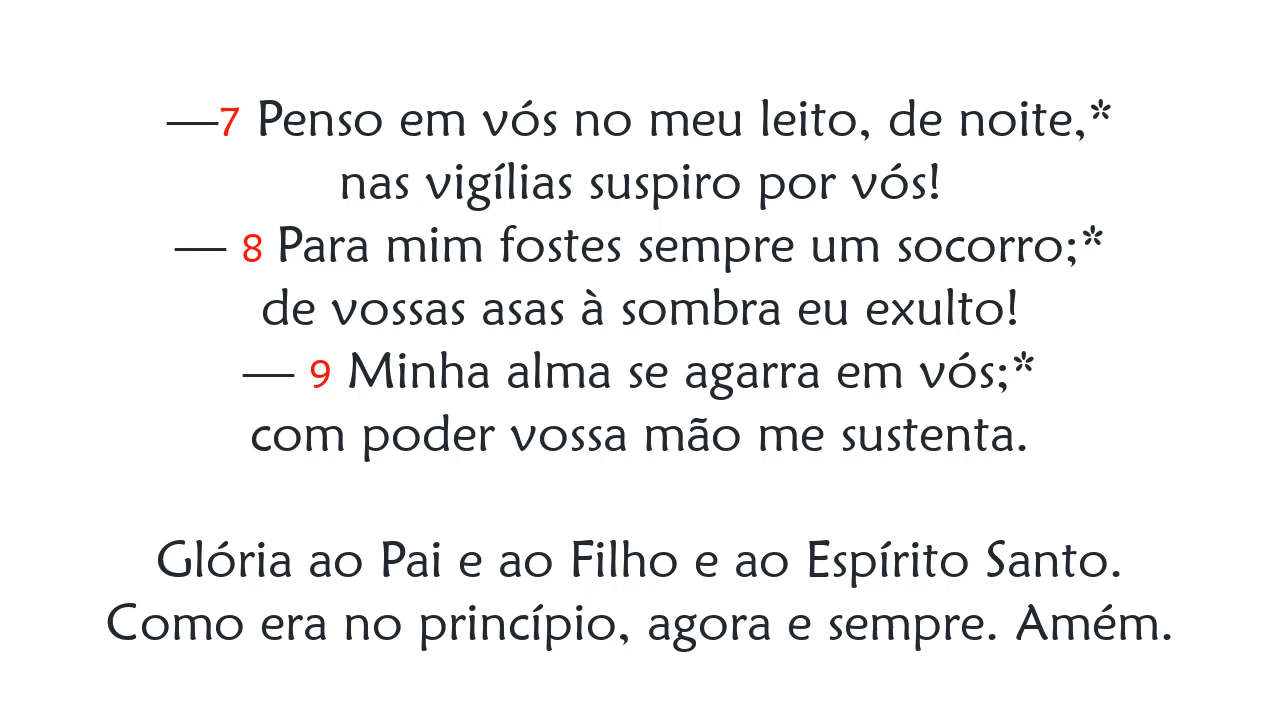 —7 Penso em vós no meu leito, de noite,*
nas vigílias suspiro por vós!
— 8 Para mim fostes sempre um socorro;*
de vossas asas à sombra eu exulto!
— 9 Minha alma se agarra em vós;*
com poder vossa mão me sustenta.
Glória ao Pai e ao Filho e ao Espírito Santo.
Como era no princípio, agora e sempre. Amém.